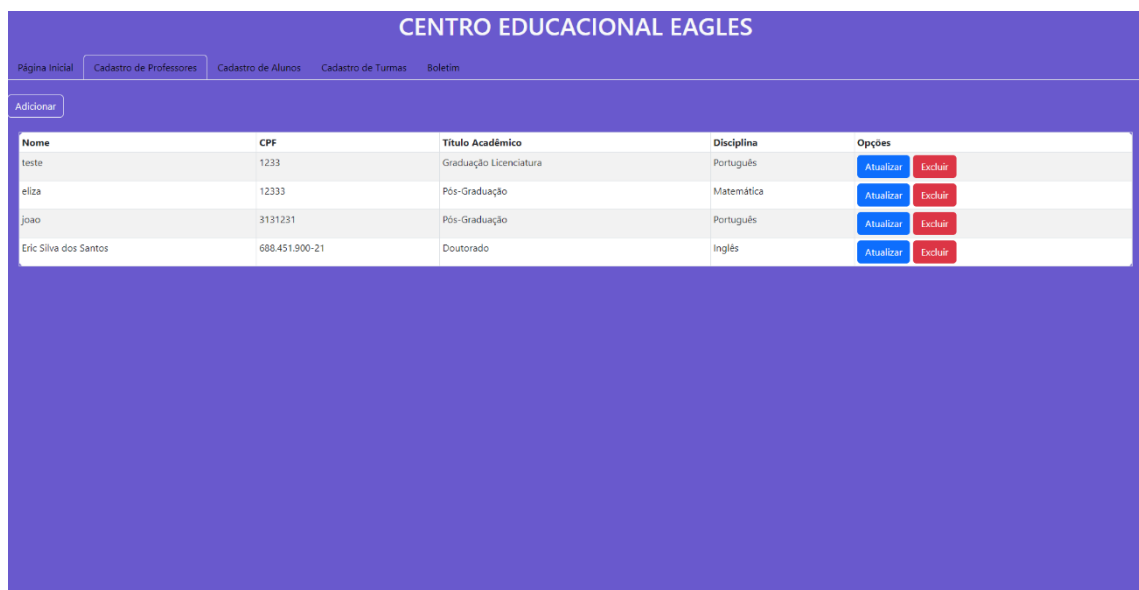 CENTRO EDUCACIONAL EAGLES
Página Inicial Cadastro de Professores Cadastro de Alunos Cadastro de Turmas Boletim
Adicionar
Nome CPF Título Acadêmico Disciplina Opções
teste 1233 Graduação Licenciatura Português Atualizar Excluir
eliza 12333 Pós-Graduação Matemática Atualizar Excluir
joao 3131231 Pós-Graduação Português Atualizar Excluir
Eric Silva dos Santos 688.451.900-21 Doutorado Inglês Atualizar Excluir